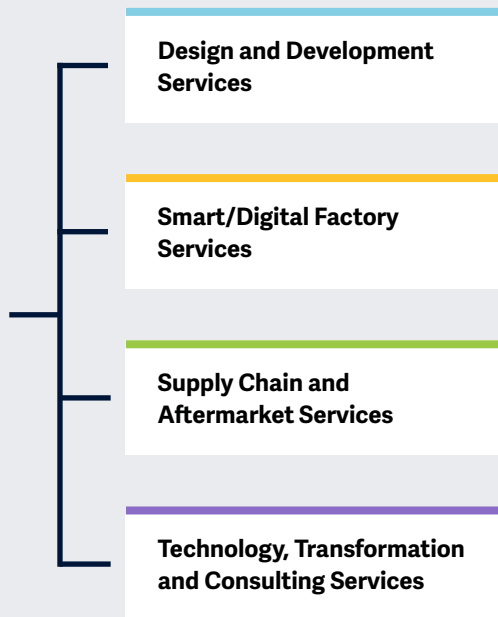 Design and Development
Services
Smart/Digital Factory
Services
Supply Chain and
Aftermarket Services
Technology, Transformation
and Consulting Services